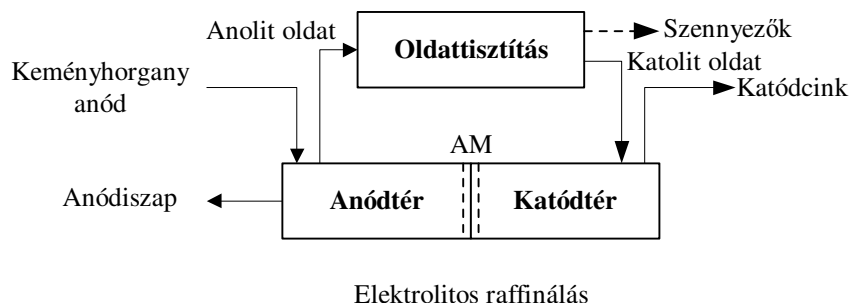 Anolit oldat
Oldattisztítás
Szennyezők
Katolit oldat
Keményhorgany
anód
Katódcink
AM
Anódiszap
Anódtér
Katódtér
Elektrolitos raffinálás